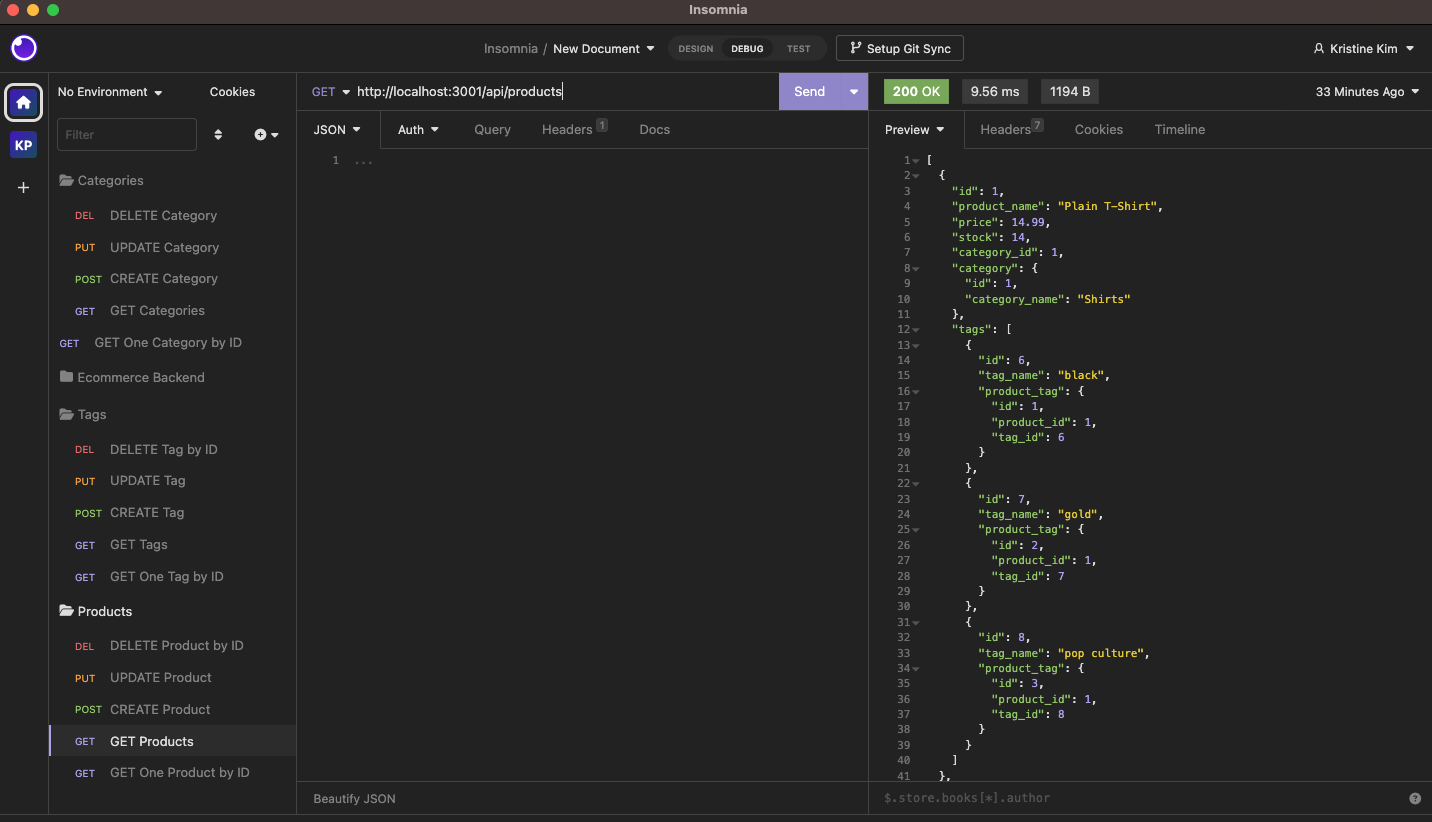 Insomnia
Insomnia / New Document
DESIGN DEBUG TEST
Setup Git Sync
Kristine Kim
KP
No Environment
Cookies
Filter
Categories
DEL DELETE Category
PUT UPDATE Category
POST CREATE Category
GET GET Categories
GET GET One Category by ID
Ecommerce Backend
Tags
DEL DELETE Tag by ID
PUT UPDATE Tag
POST CREATE Tag
GET GET Tags
GET GET One Tag by ID
Products
DEL DELETE Product by ID
PUT UPDATE Product
POST CREATE Product
GET GET Products
GET GET One Product by ID
GET http://localhost:3001/api/products
Send
JSON Auth Query Headers 1 Docs
1 ...
Beautify JSON
200 OK 9.56 ms 1194 B 33 Minutes Ago
Preview Headers 7 Cookies Timeline
1 [
2 {
3 "id": 1,
4 "product_name": "Plain T-Shirt",
5 "price": 14.99,
6 "stock": 14,
7 "category_id": 1,
8 "category": {
9 "id": 1,
10 "category_name": "Shirts"
11 },
12 "tags": [
13 {
14 "id": 6,
15 "tag_name": "black",
16 "product_tag": {
17 "id": 1,
18 "product_id": 1,
19 "tag_id": 6
20 }
21 },
22 {
23 "id": 7,
24 "tag_name": "gold",
25 "product_tag": {
26 "id": 2,
27 "product_id": 1,
28 "tag_id": 7
29 }
30 },
31 {
32 "id": 8,
33 "tag_name": "pop culture",
34 "product_tag": {
35 "id": 3,
36 "product_id": 1,
37 "tag_id": 8
38 }
39 }
40 ]
41 },
$.store.books[*].author
?